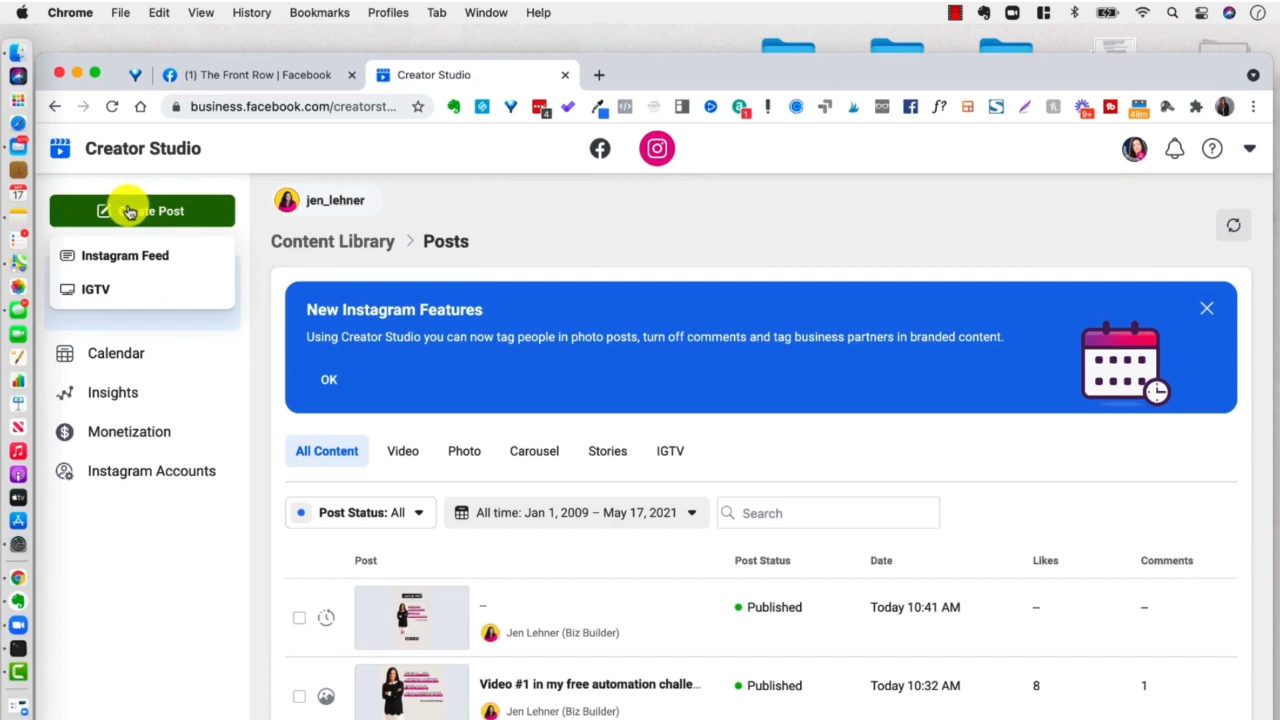 Chrome File Edit View History Bookmarks Profiles Tab Window Help
(1) The Front Row | Facebook
Creator Studio
business.facebook.com/creatorst...
Creator Studio
Post
Instagram Feed
IGTV
Calendar
Insights
Monetization
Instagram Accounts
jen_lehner
Content Library > Posts
New Instagram Features
Using Creator Studio you can now tag people in photo posts, turn off comments and tag business partners in branded content.
OK
All Content Video Photo Carousel Stories IGTV
Post Status: All
All time: Jan 1, 2009 – May 17, 2021
Search
Post Post Status Date Likes Comments
-- Published Today 10:41 AM -- --
Jen Lehner (Biz Builder)
Video #1 in my free automation challe... Published Today 10:32 AM 8 1
Jen Lehner (Biz Builder)